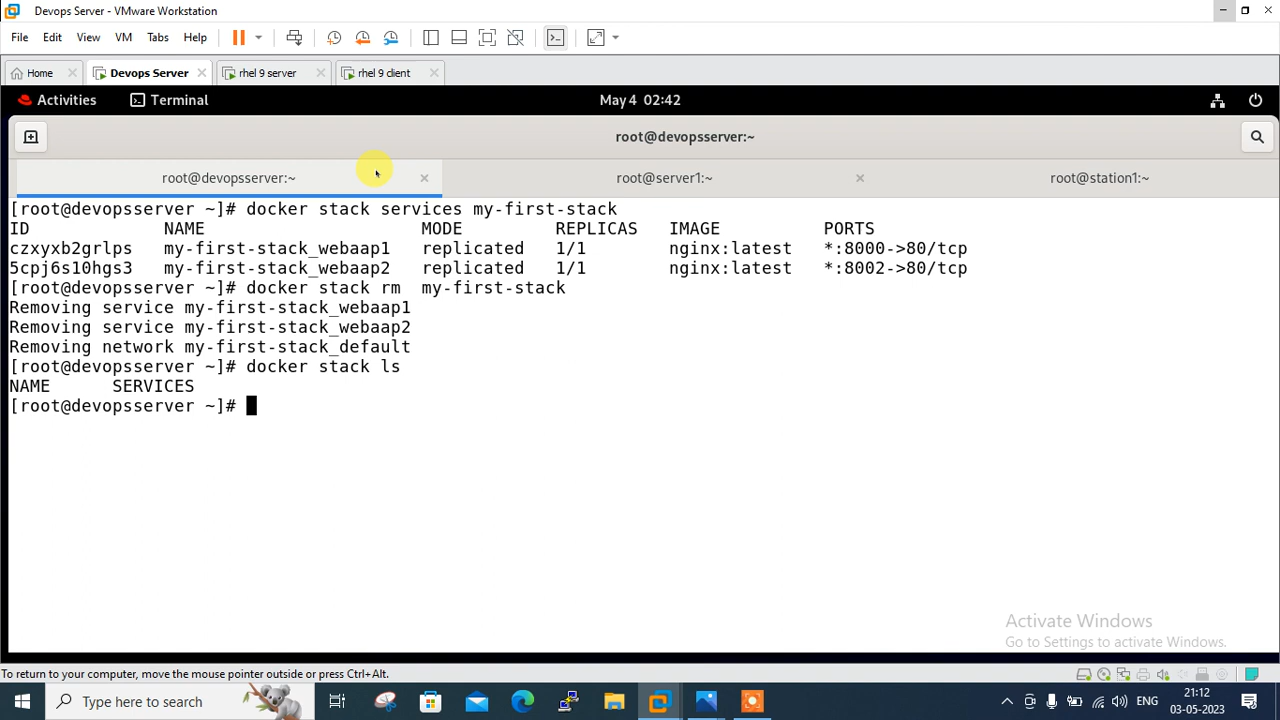 Devops Server - VMware Workstation
File Edit View VM Tabs Help
Home Devops Server rhel 9 server rhel 9 client
Activities Terminal May 4 02:42
root@devopsserver:~
root@devopsserver:~ root@server1:~ root@station1:~
[root@devopsserver ~]# docker stack services my-first-stack
ID NAME MODE REPLICAS IMAGE PORTS
czxyxb2grlps my-first-stack_webaap1 replicated 1/1 nginx:latest *:8000->80/tcp
5cpj6s10hgs3 my-first-stack_webaap2 replicated 1/1 nginx:latest *:8002->80/tcp
[root@devopsserver ~]# docker stack rm my-first-stack
Removing service my-first-stack_webaap1
Removing service my-first-stack_webaap2
Removing network my-first-stack_default
[root@devopsserver ~]# docker stack ls
NAME SERVICES
[root@devopsserver ~]#
Activate Windows
Go to Settings to activate Windows.
To return to your computer, move the mouse pointer outside or press Ctrl+Alt.
Type here to search
ENG
21:12
03-05-2023